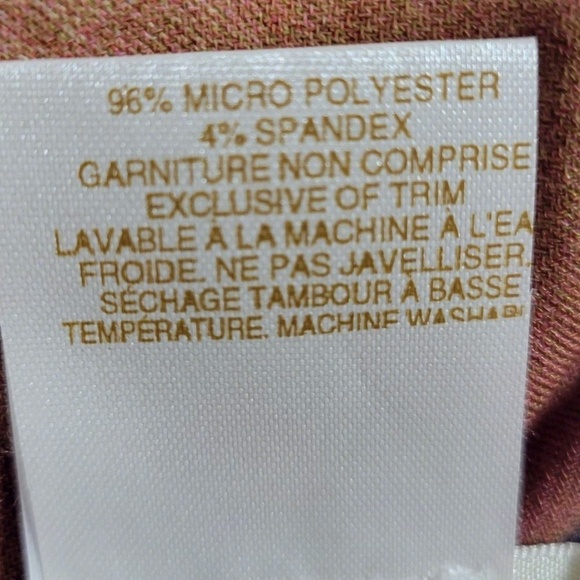 96% MICRO POLYESTER
4% SPANDEX
GARNITURE NON COMPRISE
EXCLUSIVE OF TRIM
LAVABLE À LA MACHINE À L'EA
FROIDE. NE PAS JAVELLISER.
SÉCHAGE TAMBOUR À BASSE
TEMPÉRATURE. MACHINE WASHABL